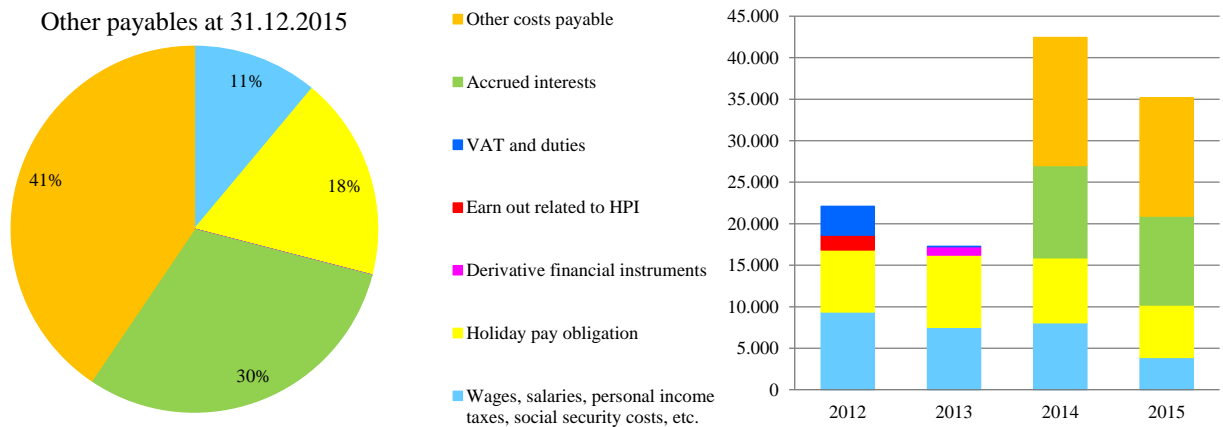 Other payables at 31.12.2015
11%
18%
30%
41%
Other costs payable
Accrued interests
VAT and duties
Earn out related to HPI
Derivative financial instruments
Holiday pay obligation
Wages, salaries, personal income
taxes, social security costs, etc.
45.000
40.000
35.000
30.000
25.000
20.000
15.000
10.000
5.000
0
2012 2013 2014 2015